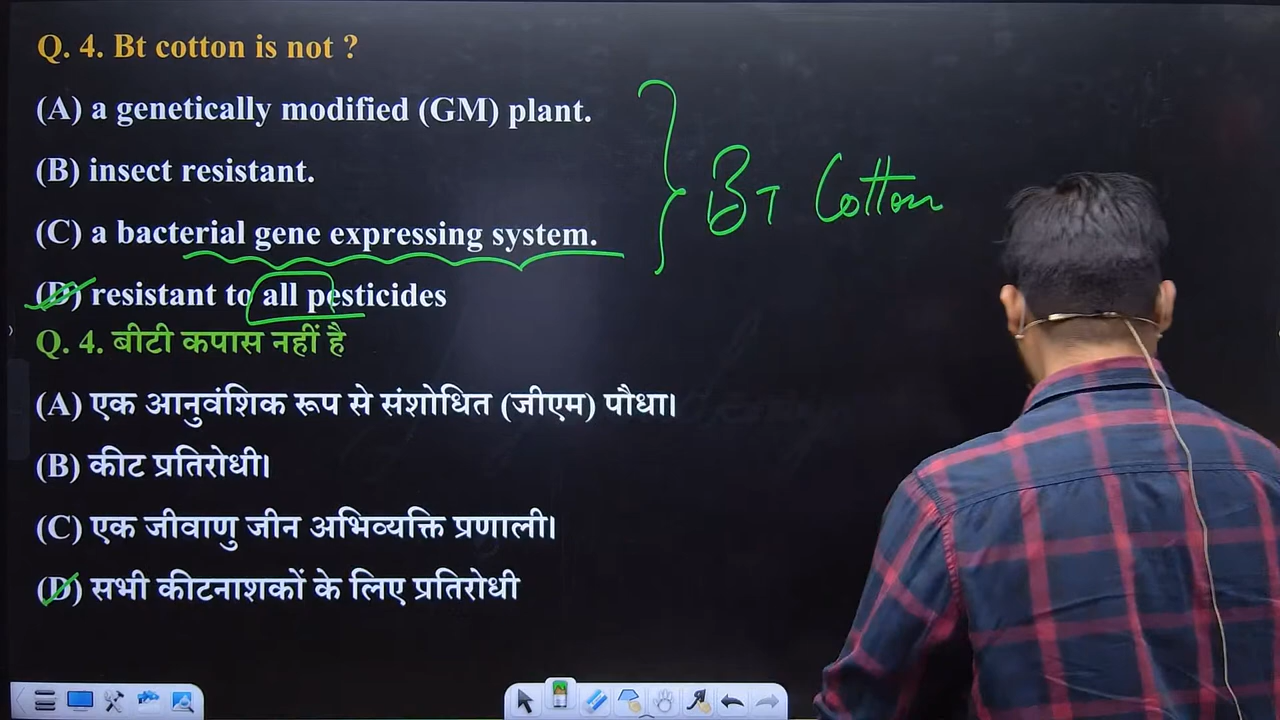 Q. 4. Bt cotton is not ?
(A) a genetically modified (GM) plant.
(B) insect resistant.
(C) a bacterial gene expressing system.
(D) resistant to all pesticides
BT Cotton
Q. 4. बीटी कपास नहीं है
(A) एक आनुवंशिक रूप से संशोधित (जीएम) पौधा।
(B) कीट प्रतिरोधी।
(C) एक जीवाणु जीन अभिव्यक्ति प्रणाली।
(D) सभी कीटनाशकों के लिए प्रतिरोधी